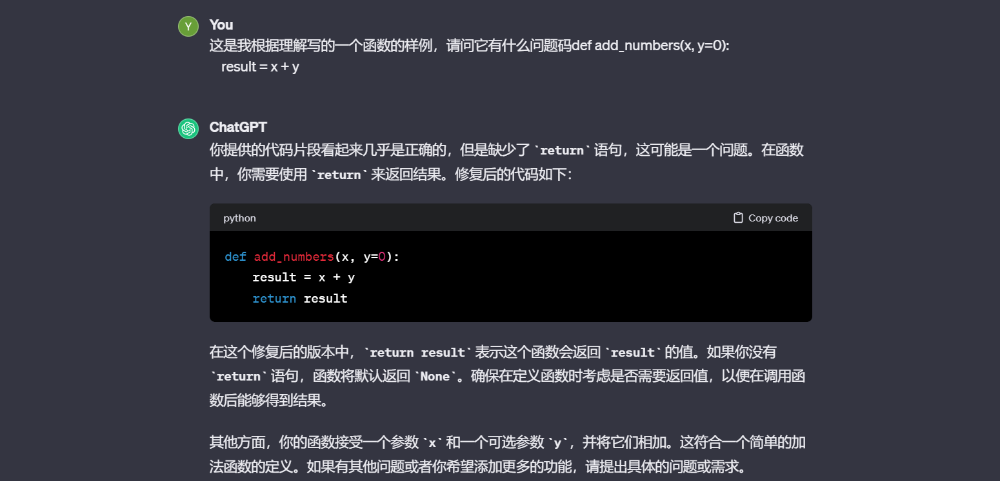 Y
You
这是我根据理解写的一个函数的样例，请问它有什么问题码def add_numbers(x, y=0):
result = x + y
ChatGPT
你提供的代码片段看起来几乎是正确的，但是缺少了 `return` 语句，这可能是一个问题。在函数
中，你需要使用 `return` 来返回结果。修复后的代码如下：
python
Copy code
def add_numbers(x, y=0):
    result = x + y
    return result
在这个修复后的版本中，`return result` 表示这个函数会返回 `result` 的值。如果你没有
`return` 语句，函数将默认返回 `None`。确保在定义函数时考虑是否需要返回值，以便在调用函
数后能够得到结果。
其他方面，你的函数接受一个参数 `x` 和一个可选参数 `y`，并将它们相加。这符合一个简单的加
法函数的定义。如果有其他问题或者你希望添加更多的功能，请提出具体的问题或需求。